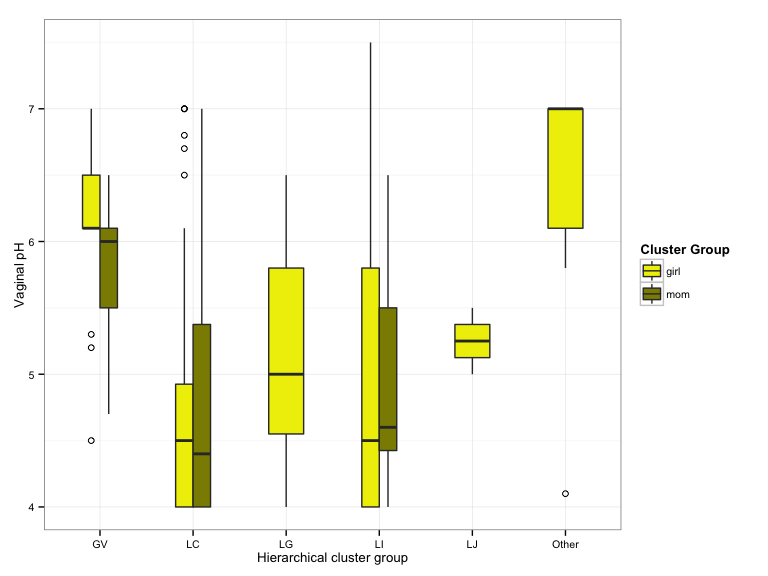 Vaginal pH
7
6
5
4
GV LC LG LI LJ Other
Hierarchical cluster group
Cluster Group
girl
mom